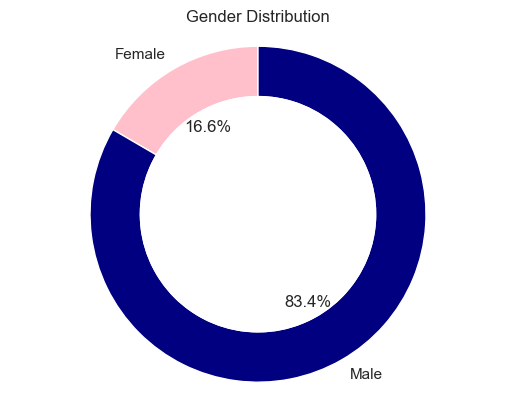 Gender Distribution
Female
16.6%
83.4%
Male